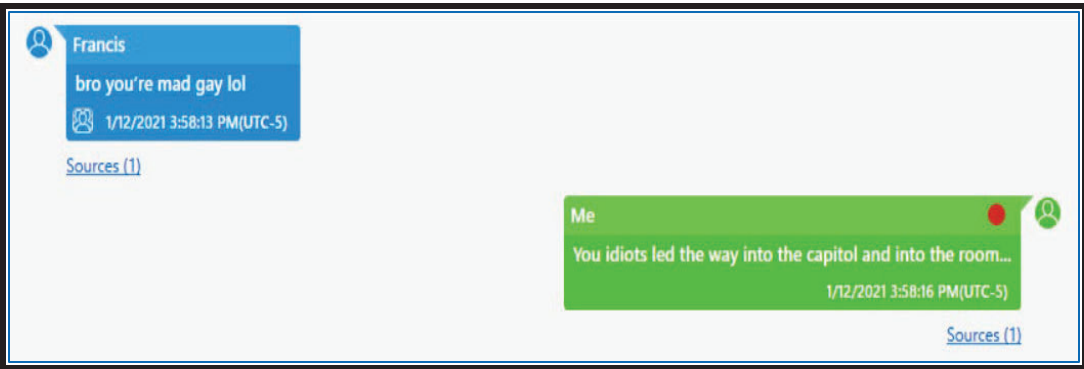 Francis
bro you're mad gay lol
1/12/2021 3:58:13 PM(UTC-5)
Sources (1)
Me
You idiots led the way into the capitol and into the room...
1/12/2021 3:58:16 PM(UTC-5)
Sources (1)